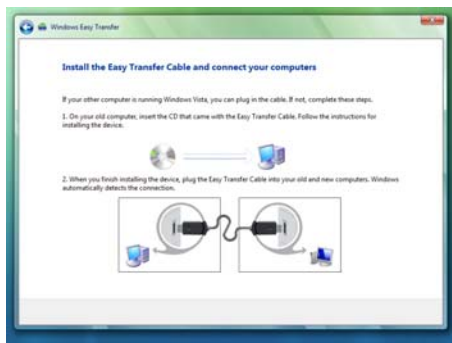 Windows Easy Transfer
Install the Easy Transfer Cable and connect your computers
If your other computer is running Windows Vista, you can plug in the cable. If not, complete these steps.
1. On your old computer, insert the CD that came with the Easy Transfer Cable. Follow the instructions for
installing the device.
2. When you finish installing the device, plug the Easy Transfer Cable into your old and new computers. Windows
automatically detects the connection.